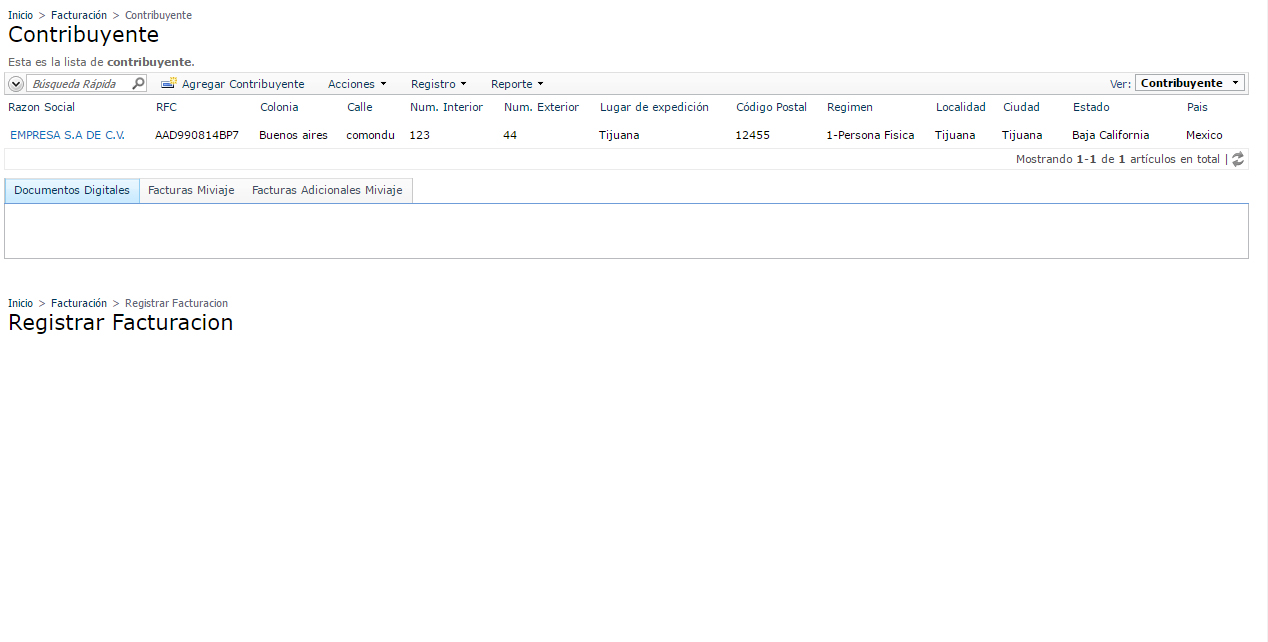 Inicio > Facturación > Contribuyente
Contribuyente
Esta es la lista de contribuyente.
Búsqueda Rápida Agregar Contribuyente Acciones Registro Reporte Ver: Contribuyente
Razon Social RFC Colonia Calle Num. Interior Num. Exterior Lugar de expedición Código Postal Regimen Localidad Ciudad Estado Pais
EMPRESA S.A DE C.V. AAD990814BP7 Buenos aires comondu 123 44 Tijuana 12455 1-Persona Fisica Tijuana Tijuana Baja California Mexico
Mostrando 1-1 de 1 artículos en total |
Documentos Digitales Facturas Miviaje Facturas Adicionales Miviaje
Inicio > Facturación > Registrar Facturacion
Registrar Facturacion